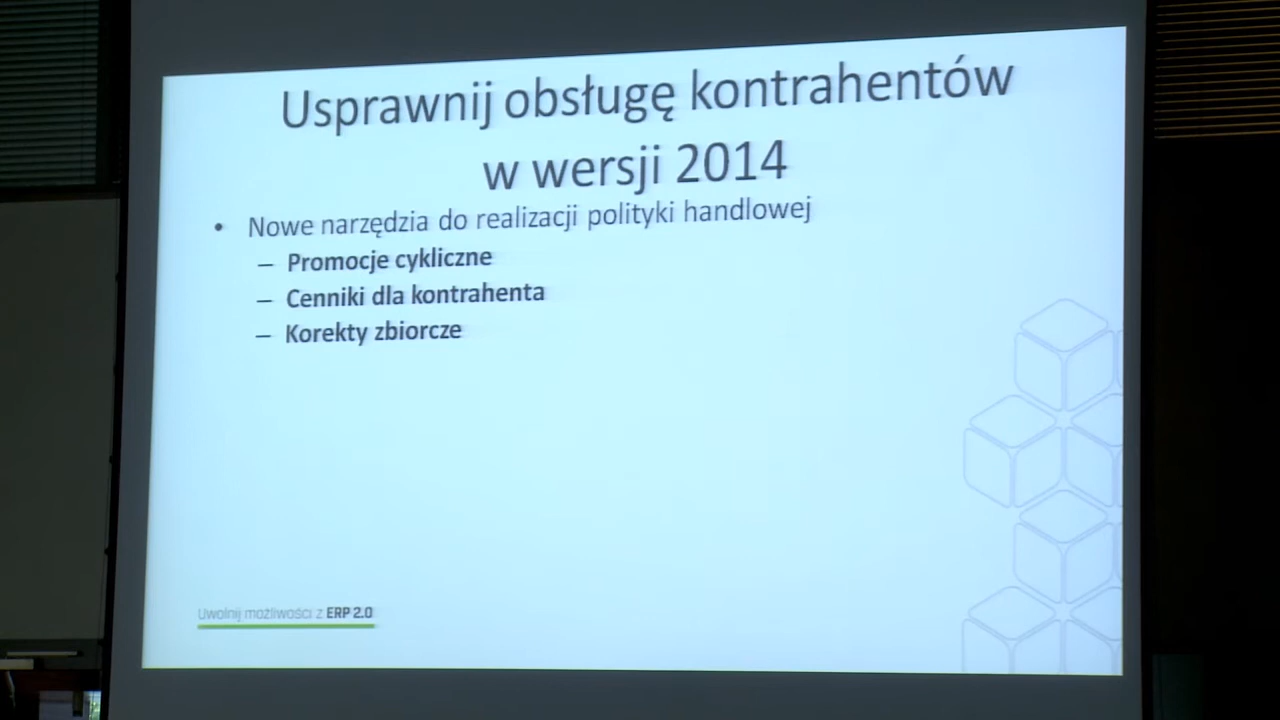 Usprawnij obsługę kontrahentów
w wersji 2014
• Nowe narzędzia do realizacji polityki handlowej
– Promocje cykliczne
– Cenniki dla kontrahenta
– Korekty zbiorcze
Uwolnij możliwości z ERP 2.0